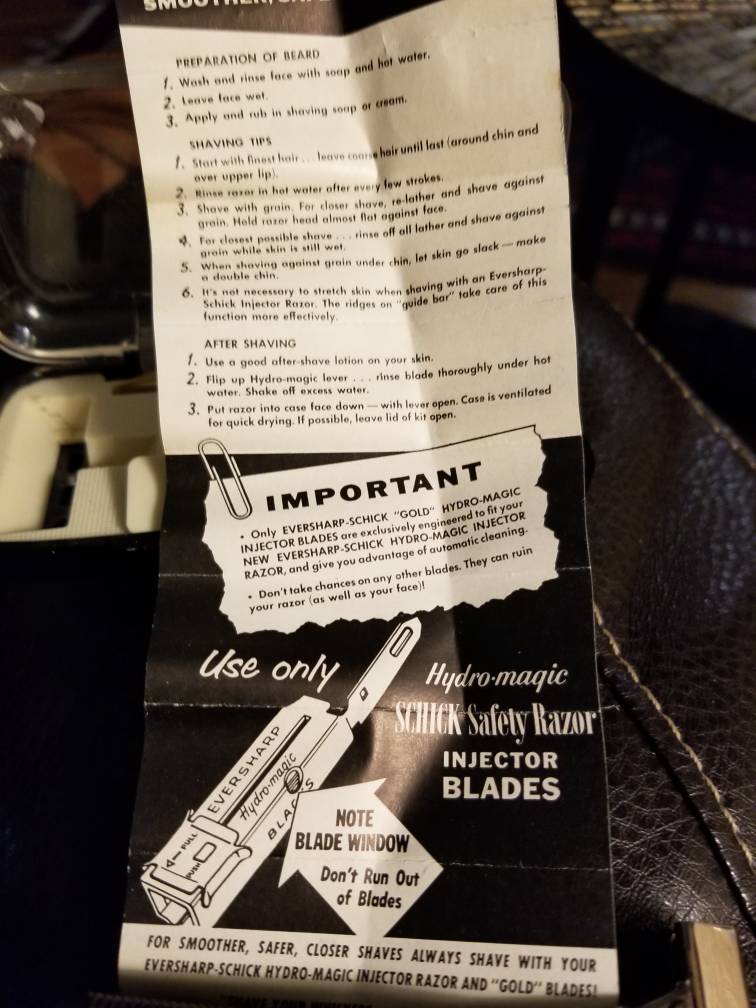 SMOOTHER, SAFE
PREPARATION OF BEARD
1. Wash and rinse face with soap and hot water.
2. Leave face wet.
3. Apply and rub in shaving soap or cream.
SHAVING TIPS
1. Start with finest hair . . . leave coarse hair until last (around chin and
over upper lip).
2. Rinse razor in hot water after every few strokes.
3. Shave with grain. For closer shave, re-lather and shave against
grain. Hold razor head almost flat against face.
4. For closest possible shave . . . rinse off all lather and shave against
grain while skin is still wet.
5. When shaving against grain under chin, let skin go slack — make
a double chin.
6. It's not necessary to stretch skin when shaving with an Eversharp-
Schick Injector Razor. The ridges on "guide bar" take care of this
function more effectively.
AFTER SHAVING
1. Use a good after-shave lotion on your skin.
2. Flip up Hydro-magic lever . . . rinse blade thoroughly under hot
water. Shake off excess water.
3. Put razor into case face down — with lever open. Case is ventilated
for quick drying. If possible, leave lid of kit open.
IMPORTANT
• Only EVERSHARP-SCHICK "GOLD" HYDRO-MAGIC
INJECTOR BLADES are exclusively engineered to fit your
NEW EVERSHARP-SCHICK HYDRO-MAGIC INJECTOR
RAZOR, and give you advantage of automatic cleaning.
• Don't take chances on any other blades. They can ruin
your razor (as well as your face)!
Use only
Hydro-magic
SCHICK Safety Razor
INJECTOR
BLADES
EVERSHARP
Hydro-magic
BLADES
PULL
PUSH
NOTE
BLADE WINDOW
Don't Run Out
of Blades
FOR SMOOTHER, SAFER, CLOSER SHAVES ALWAYS SHAVE WITH YOUR
EVERSHARP-SCHICK HYDRO-MAGIC INJECTOR RAZOR AND "GOLD" BLADES!
"SHAVE YOUR WHISKERS